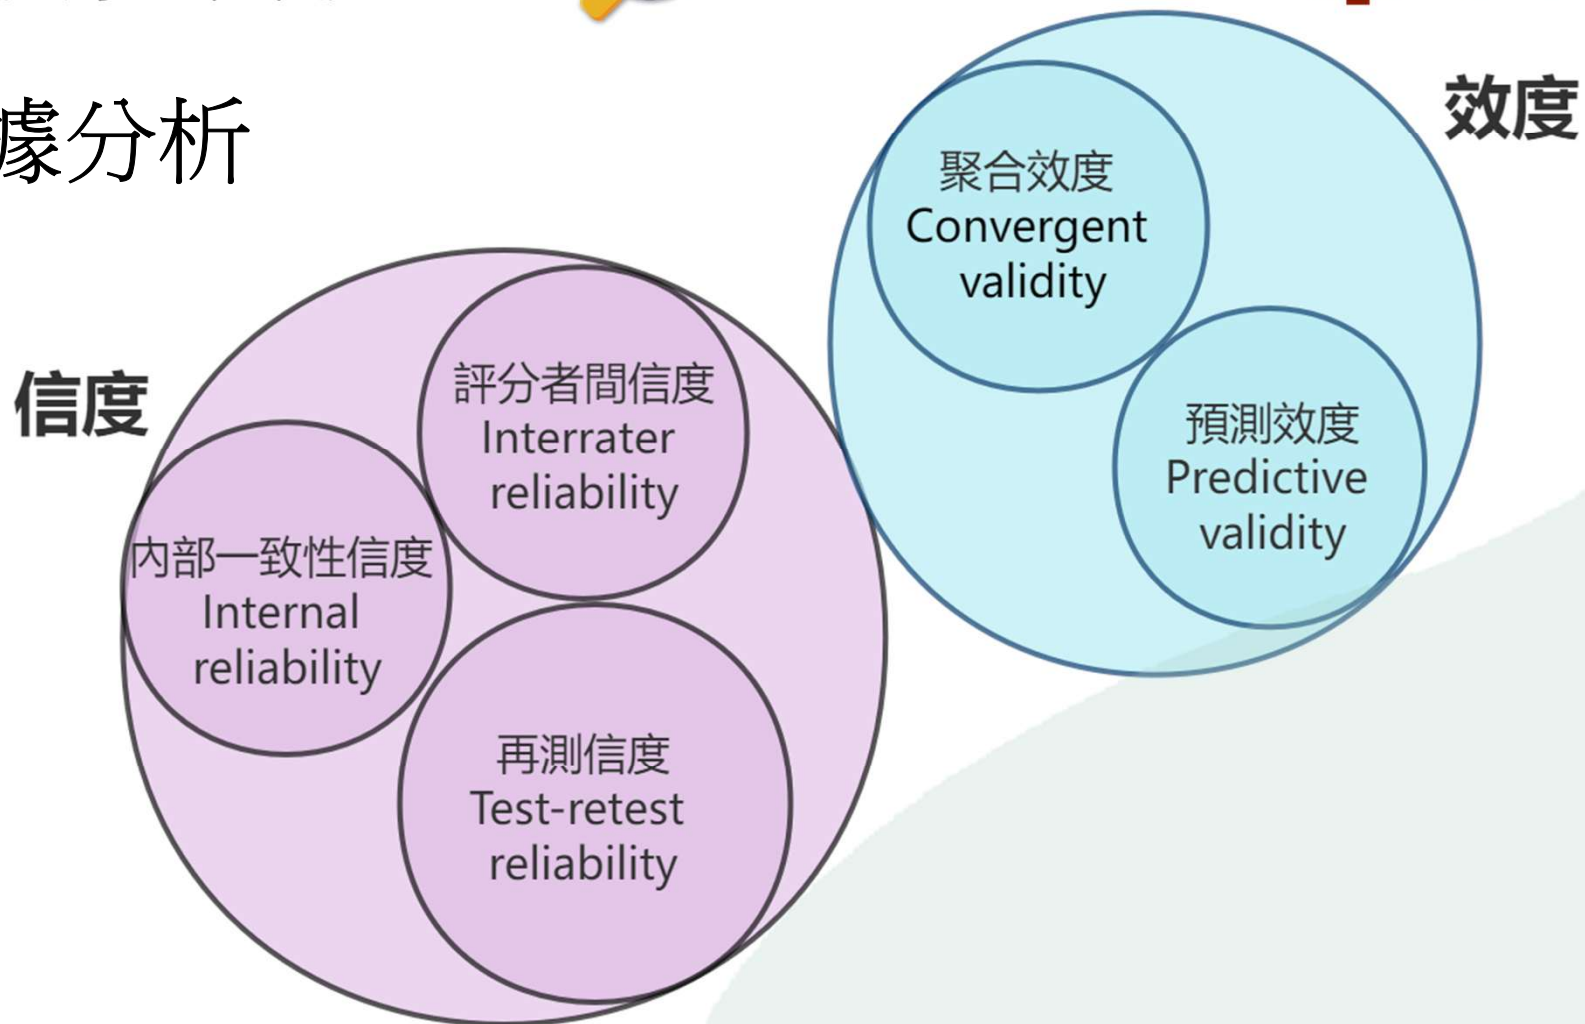 據分析
效度
聚合效度
Convergent
validity
預測效度
Predictive
validity
信度
評分者間信度
Interrater
reliability
內部一致性信度
Internal
reliability
再測信度
Test-retest
reliability